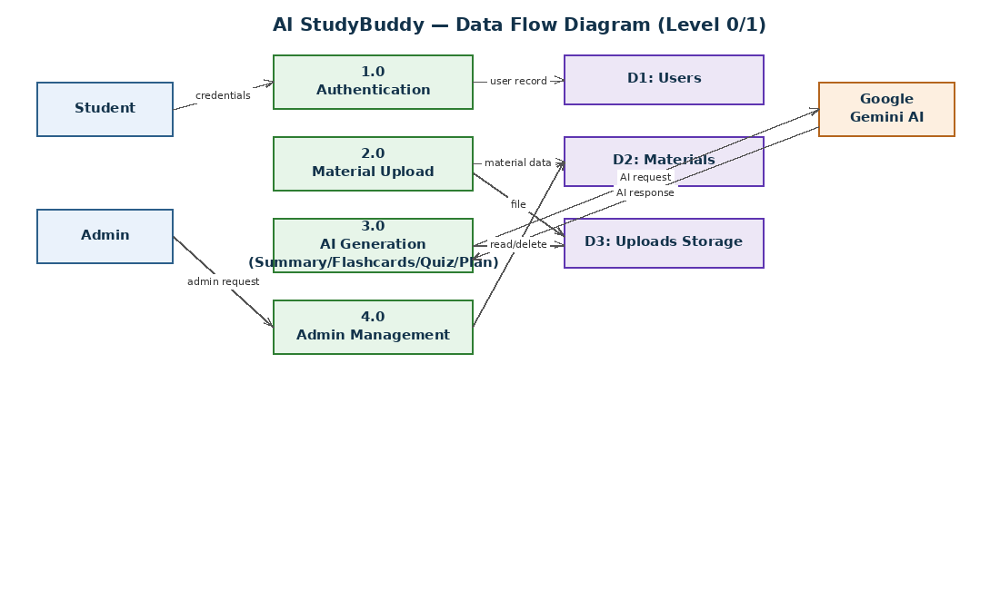 AI StudyBuddy — Data Flow Diagram (Level 0/1)
Student
credentials
1.0
Authentication
user record
D1: Users
Google
Gemini AI
2.0
Material Upload
material data
D2: Materials
AI request
AI response
file
Admin
admin request
3.0
AI Generation
(Summary/Flashcards/Quiz/Plan)
read/delete
D3: Uploads Storage
4.0
Admin Management